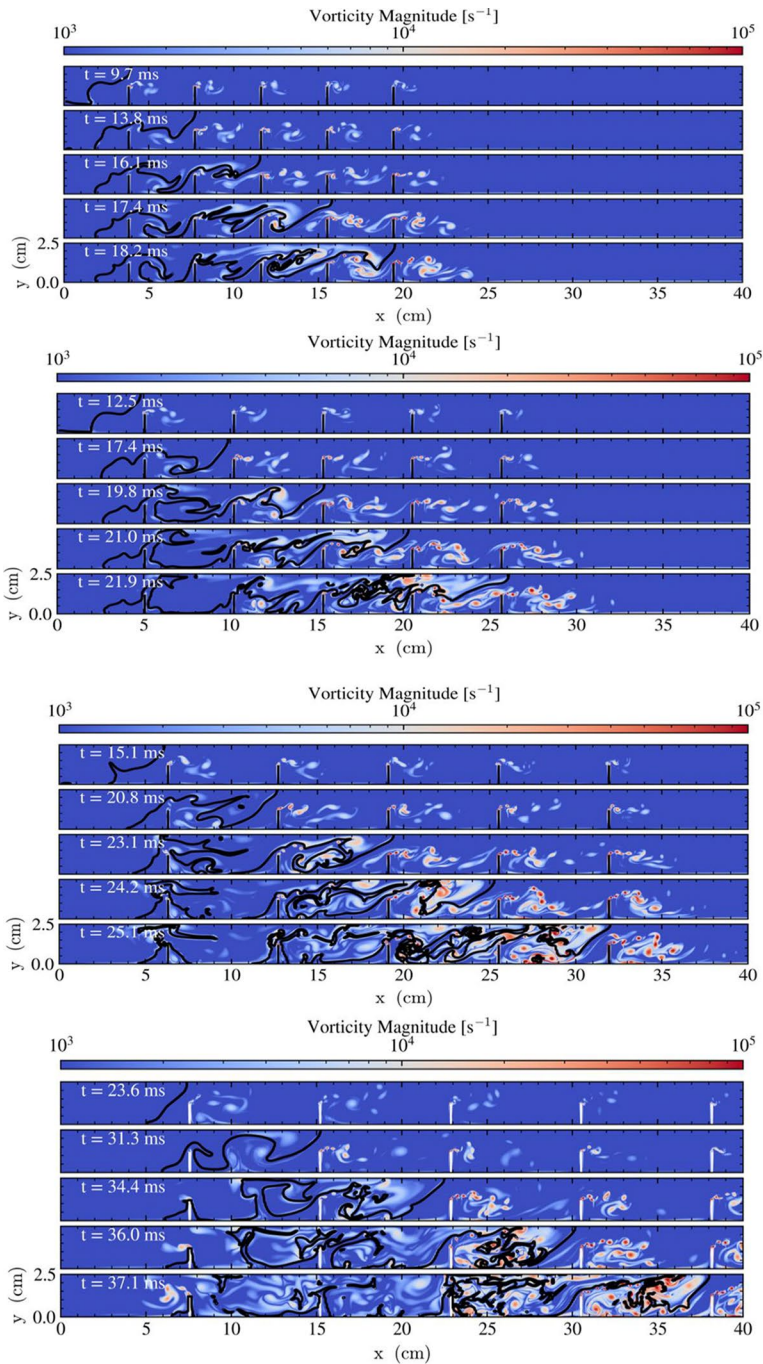 Vorticity Magnitude [s⁻¹]
10³ 10⁴ 10⁵
t = 9.7 ms
t = 13.8 ms
t = 16.1 ms
t = 17.4 ms
2.5
t = 18.2 ms
y (cm)
0.0
0 5 10 15 20 25 30 35 40
x (cm)
Vorticity Magnitude [s⁻¹]
10³ 10⁴ 10⁵
t = 12.5 ms
t = 17.4 ms
t = 19.8 ms
t = 21.0 ms
2.5
t = 21.9 ms
y (cm)
0.0
0 5 10 15 20 25 30 35 40
x (cm)
Vorticity Magnitude [s⁻¹]
10³ 10⁴ 10⁵
t = 15.1 ms
t = 20.8 ms
t = 23.1 ms
t = 24.2 ms
2.5
t = 25.1 ms
y (cm)
0.0
0 5 10 15 20 25 30 35 40
x (cm)
Vorticity Magnitude [s⁻¹]
10³ 10⁴ 10⁵
t = 23.6 ms
t = 31.3 ms
t = 34.4 ms
t = 36.0 ms
2.5
t = 37.1 ms
y (cm)
0.0
0 5 10 15 20 25 30 35 40
x (cm)